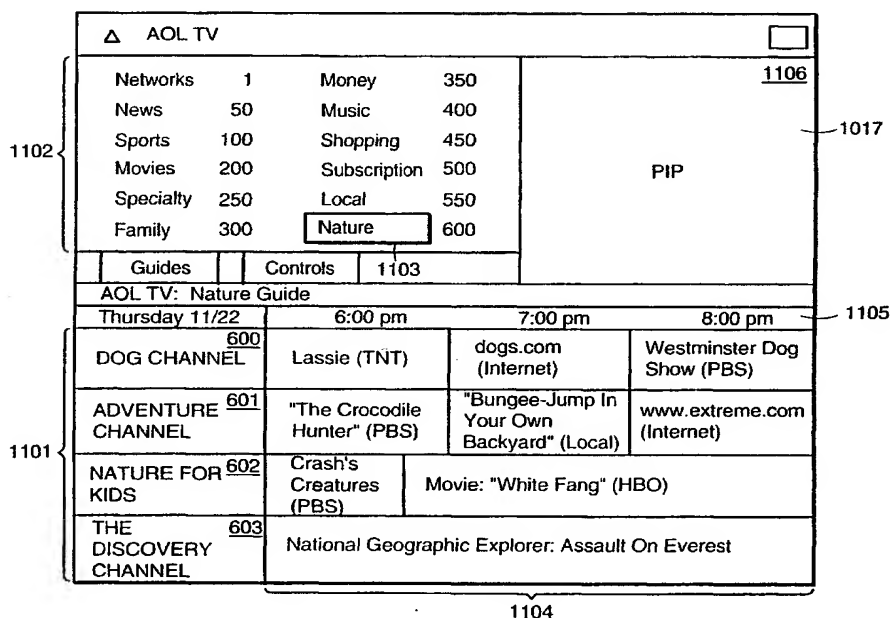 AOL TV
Networks 1 Money 350 1106
News 50 Music 400
Sports 100 Shopping 450
1102 1017
Movies 200 Subscription 500 PIP
Specialty 250 Local 550
Family 300 Nature 600
Guides Controls 1103
AOL TV: Nature Guide
Thursday 11/22 6:00 pm 7:00 pm 8:00 pm 1105
600
DOG CHANNEL
Lassie (TNT)
dogs.com
(Internet)
Westminster Dog
Show (PBS)
1101
ADVENTURE 601
CHANNEL
"The Crocodile
Hunter" (PBS)
"Bungee-Jump In
Your Own
Backyard" (Local)
www.extreme.com
(Internet)
NATURE FOR 602
KIDS
Crash's
Creatures
(PBS)
Movie: "White Fang" (HBO)
THE 603
DISCOVERY
CHANNEL
National Geographic Explorer: Assault On Everest
1104